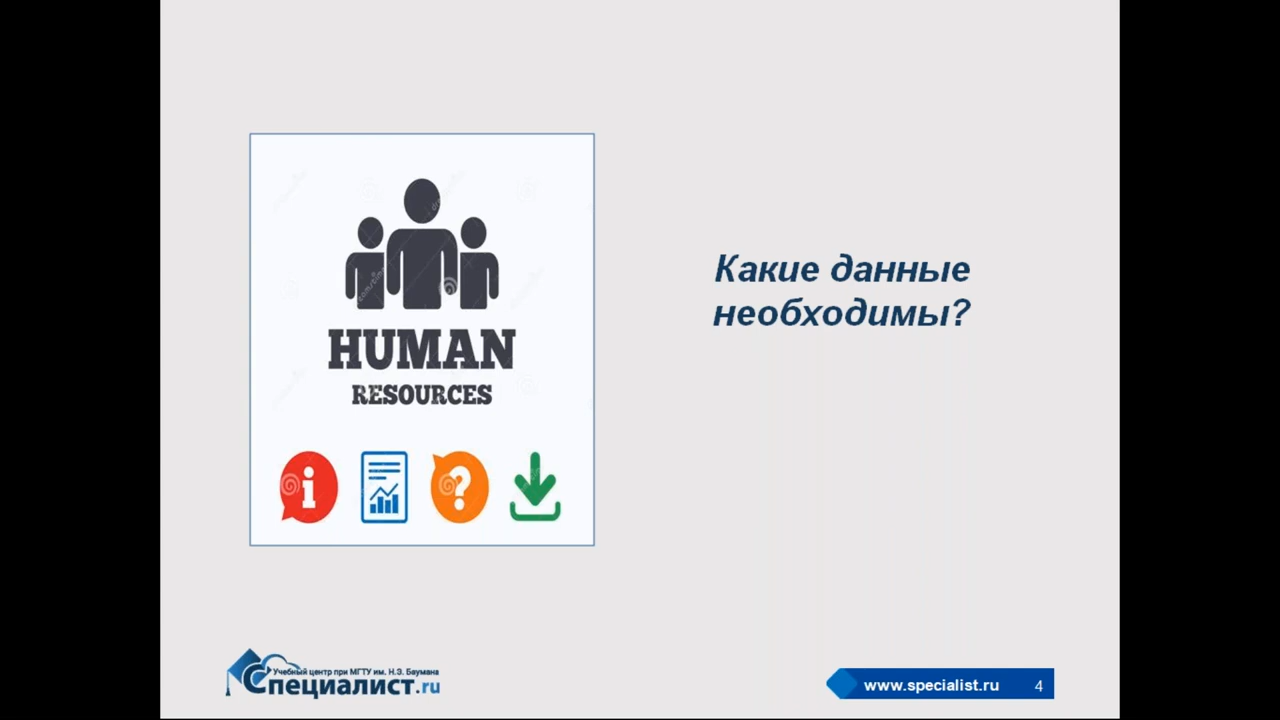 HUMAN
RESOURCES
Какие данные
необходимы?
Учебный центр при МГТУ им. Н.Э. Баумана
Специалист.ru
www.specialist.ru
4